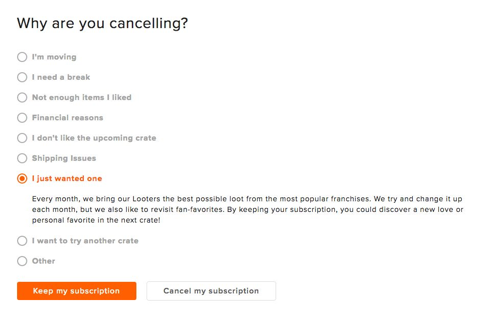 Why are you cancelling?
I'm moving
I need a break
Not enough items I liked
Financial reasons
I don't like the upcoming crate
Shipping Issues
I just wanted one
Every month, we bring our Looters the best possible loot from the most popular franchises. We try and change it up
each month, but we also like to revisit fan-favorites. By keeping your subscription, you could discover a new love or
personal favorite in the next crate!
I want to try another crate
Other
Keep my subscription
Cancel my subscription